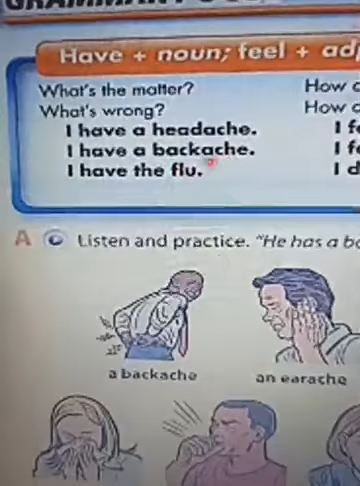 Have + noun; feel + adj
What's the matter?
What's wrong?
I have a headache.
I have a backache.
I have the flu.
How
How
I
I
I
A Listen and practice. "He has a
a backache
an earache